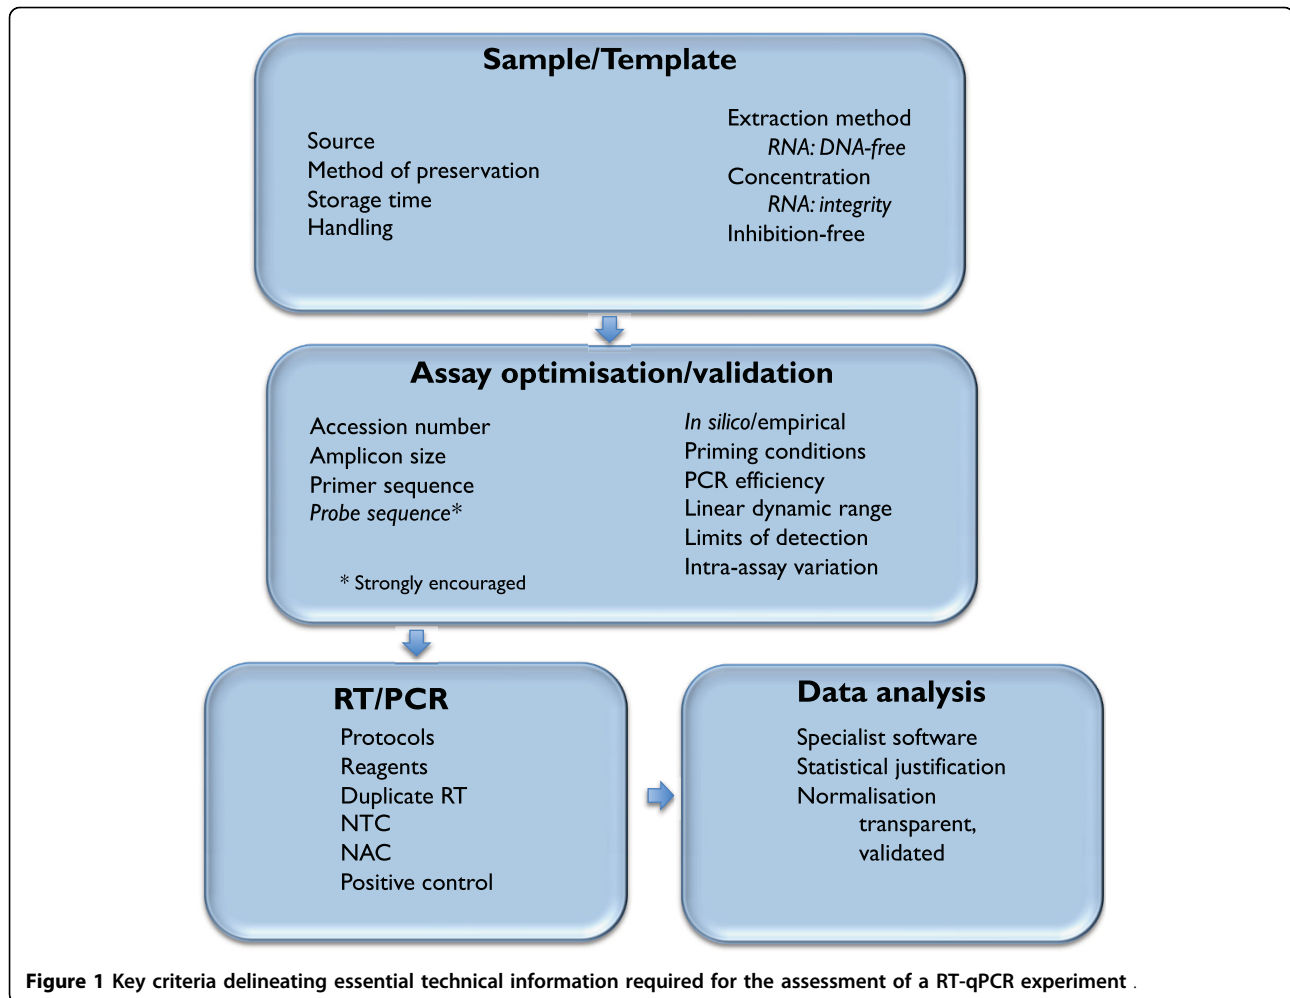 Sample/Template
Source
Method of preservation
Storage time
Handling
Extraction method
RNA: DNA-free
Concentration
RNA: integrity
Inhibition-free
Assay optimisation/validation
Accession number
Amplicon size
Primer sequence
Probe sequence*
* Strongly encouraged
In silico/empirical
Priming conditions
PCR efficiency
Linear dynamic range
Limits of detection
Intra-assay variation
RT/PCR
Protocols
Reagents
Duplicate RT
NTC
NAC
Positive control
Data analysis
Specialist software
Statistical justification
Normalisation
transparent,
validated
Figure 1 Key criteria delineating essential technical information required for the assessment of a RT-qPCR experiment .